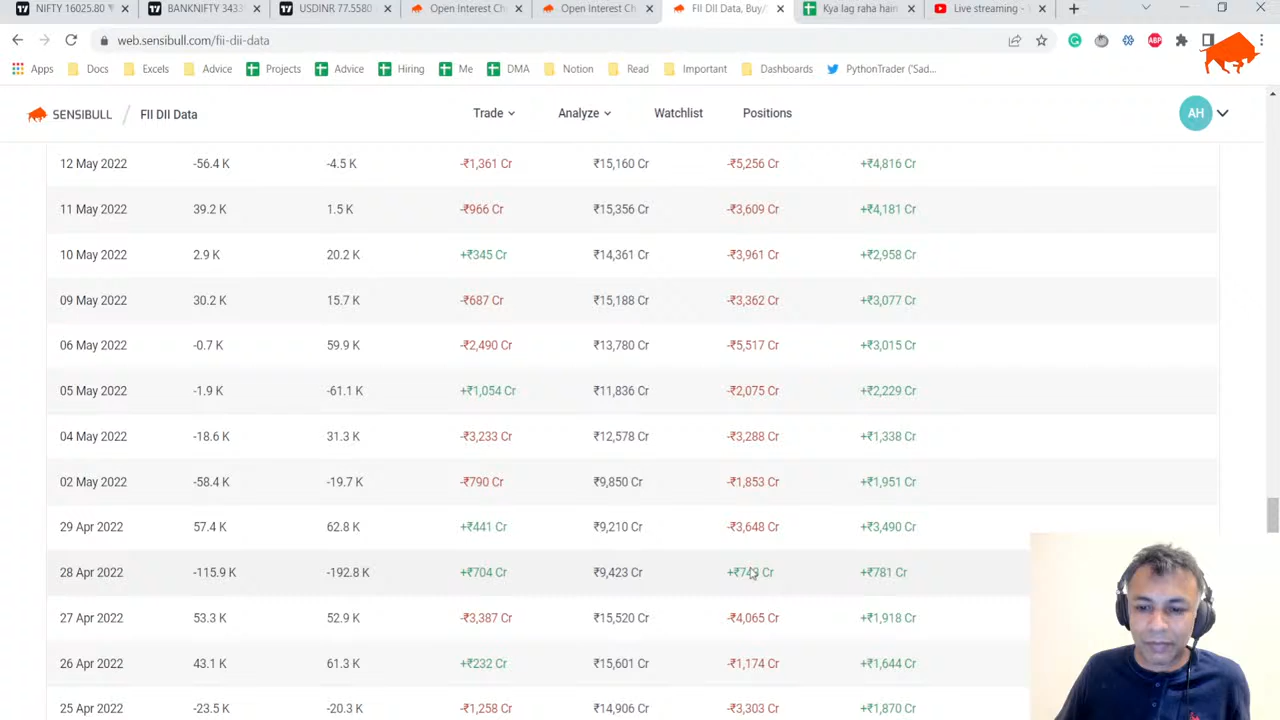 NIFTY 16025.80 ▼
BANKNIFTY 3433
USDINR 77.5580
Open Interest Ch
Open Interest Ch
FII DII Data, Buy/
Kya lag raha hain
Live streaming -
web.sensibull.com/fii-dii-data
Apps Docs Excels Advice Projects Advice Hiring Me DMA Notion Read Important Dashboards PythonTrader ('Sad...
ABP
SENSIBULL / FII DII Data Trade Analyze Watchlist Positions AH
12 May 2022 -56.4 K -4.5 K -₹1,361 Cr ₹15,160 Cr -₹5,256 Cr +₹4,816 Cr
11 May 2022 39.2 K 1.5 K -₹966 Cr ₹15,356 Cr -₹3,609 Cr +₹4,181 Cr
10 May 2022 2.9 K 20.2 K +₹345 Cr ₹14,361 Cr -₹3,961 Cr +₹2,958 Cr
09 May 2022 30.2 K 15.7 K -₹687 Cr ₹15,188 Cr -₹3,362 Cr +₹3,077 Cr
06 May 2022 -0.7 K 59.9 K -₹2,490 Cr ₹13,780 Cr -₹5,517 Cr +₹3,015 Cr
05 May 2022 -1.9 K -61.1 K +₹1,054 Cr ₹11,836 Cr -₹2,075 Cr +₹2,229 Cr
04 May 2022 -18.6 K 31.3 K -₹3,233 Cr ₹12,578 Cr -₹3,288 Cr +₹1,338 Cr
02 May 2022 -58.4 K -19.7 K -₹790 Cr ₹9,850 Cr -₹1,853 Cr +₹1,951 Cr
29 Apr 2022 57.4 K 62.8 K +₹441 Cr ₹9,210 Cr -₹3,648 Cr +₹3,490 Cr
28 Apr 2022 -115.9 K -192.8 K +₹704 Cr ₹9,423 Cr Cr +₹781 Cr
27 Apr 2022 53.3 K 52.9 K -₹3,387 Cr ₹15,520 Cr -₹4,065 Cr +₹1,918 Cr
26 Apr 2022 43.1 K 61.3 K +₹232 Cr ₹15,601 Cr -₹1,174 Cr +₹1,644 Cr
25 Apr 2022 -23.5 K -20.3 K -₹1,258 Cr ₹14,906 Cr -₹3,303 Cr +₹1,870 Cr